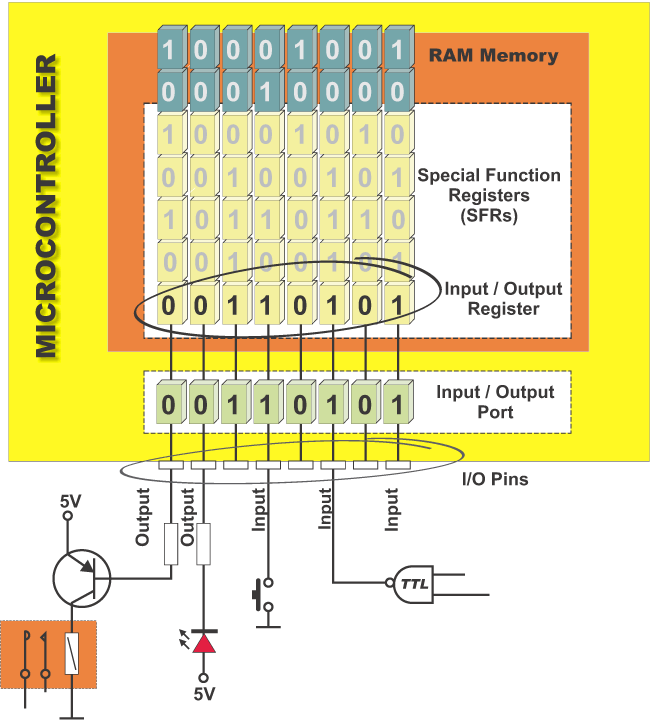 MICROCONTROLLER
1 0 0 0 1 0 0 1
RAM Memory
0 0 0 1 0 0 0 0
1 0 0 0 1 0 1 0
0 0 1 0 0 1 0 1
Special Function
Registers
(SFRs)
1 0 1 1 0 1 1 0
0 0 1 0 0 1 0 1
0 0 1 1 0 1 0 1
Input / Output
Register
0 0 1 1 0 1 0 1
Input / Output
Port
I/O Pins
Output
Output
Input
Input
Input
5V
TTL
5V